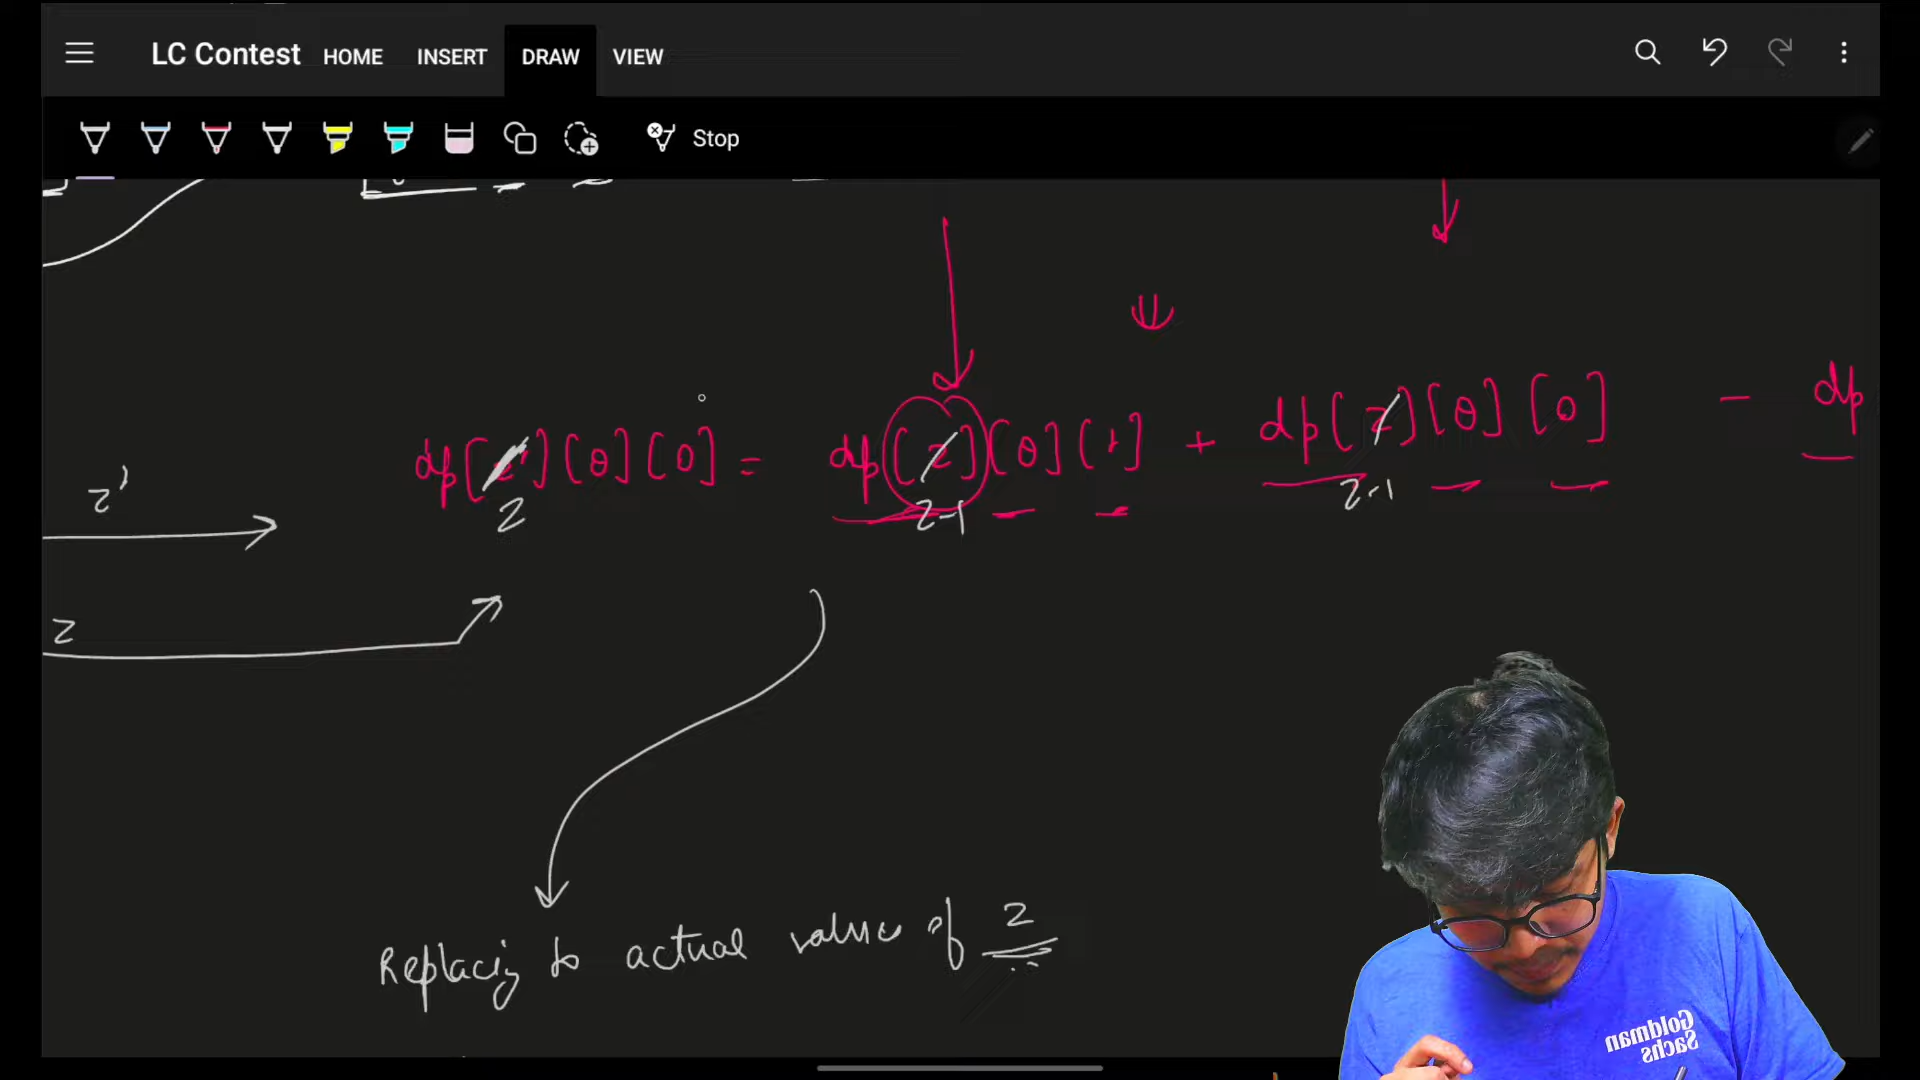 LC Contest HOME INSERT DRAW VIEW
Stop
dp[z'][0][0] = dp[z][0][1] + dp[z][0][0] - dp
z z-1 z-1
z'
z
Replacing to actual value of z
Goldman
Sachs